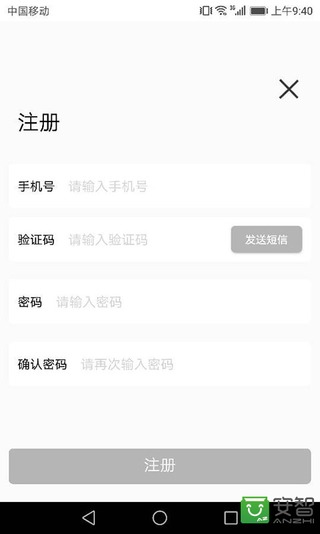 中国移动 3G 上午9:40
注册
手机号 请输入手机号
验证码 请输入验证码 发送短信
密码 请输入密码
确认密码 请再次输入密码
注册
安智
ANZHI